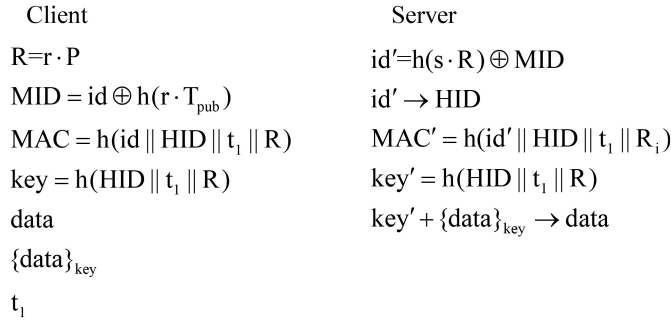 Client
R=r·P
MID = id ⊕ h(r·T_pub)
MAC = h(id || HID || t_1 || R)
key = h(HID || t_1 || R)
data
{data}_key
t_1
Server
id′=h(s·R) ⊕ MID
id′ → HID
MAC′ = h(id′ || HID || t_1 || R_i)
key′ = h(HID || t_1 || R)
key′ + {data}_key → data